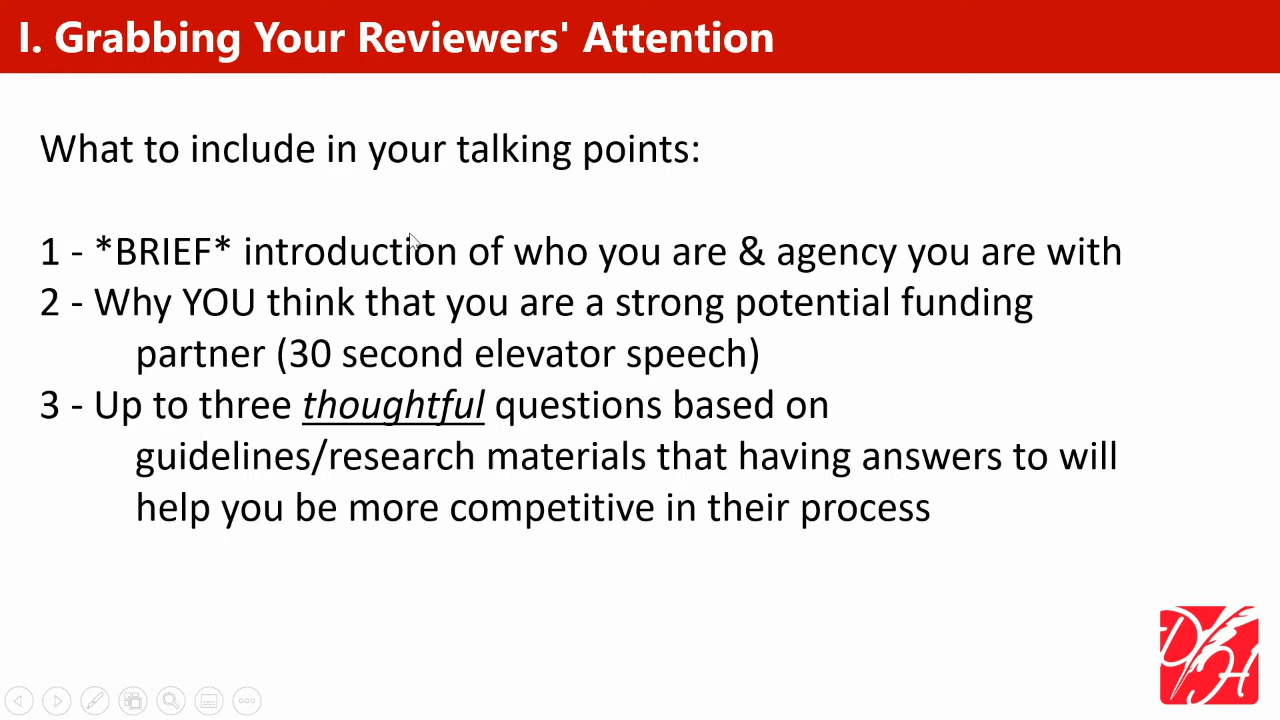 I. Grabbing Your Reviewers' Attention
What to include in your talking points:
1 - *BRIEF* introduction of who you are & agency you are with
2 - Why YOU think that you are a strong potential funding
partner (30 second elevator speech)
3 - Up to three thoughtful questions based on
guidelines/research materials that having answers to will
help you be more competitive in their process
DH